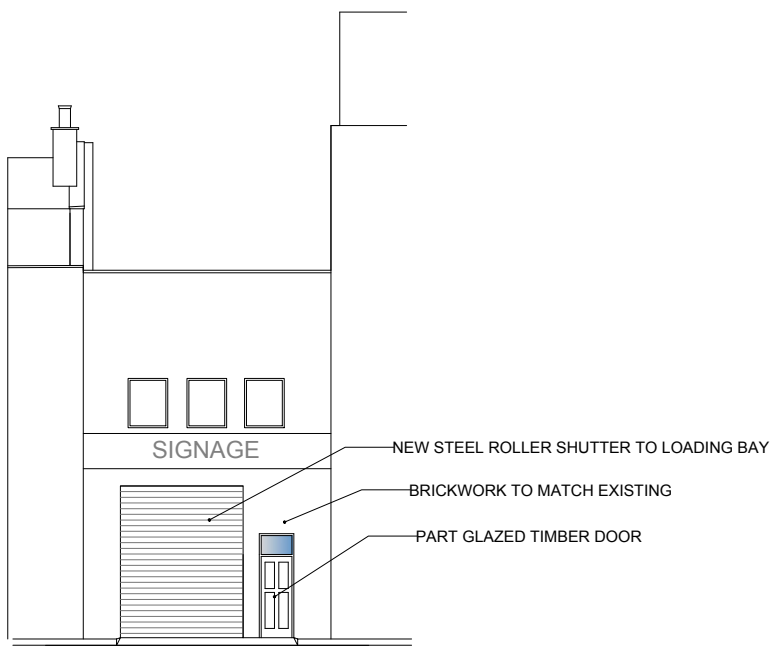 SIGNAGE
NEW STEEL ROLLER SHUTTER TO LOADING BAY
BRICKWORK TO MATCH EXISTING
PART GLAZED TIMBER DOOR